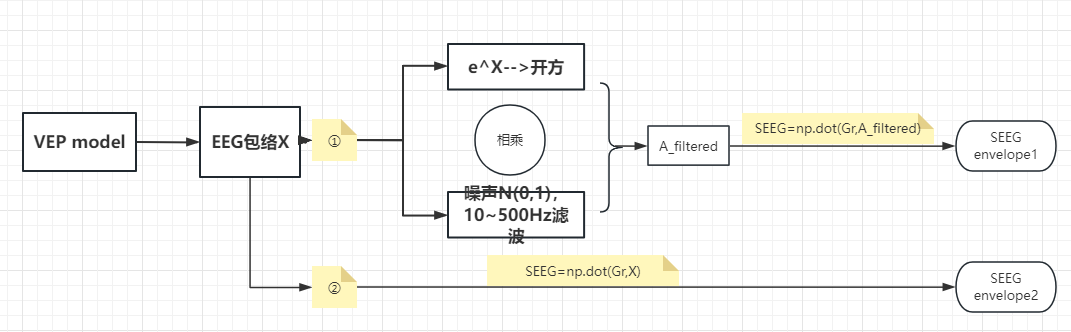 VEP model
EEG包络X
①
e^X-->开方
相乘
噪声N(0,1),
10~500Hz滤
波
A_filtered
SEEG=np.dot(Gr,A_filtered)
SEEG
envelope1
②
SEEG=np.dot(Gr,X)
SEEG
envelope2